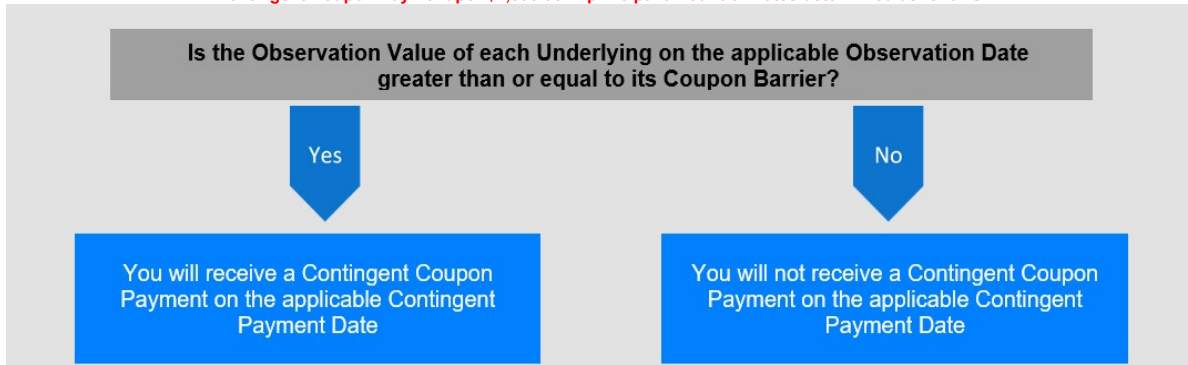 Is the Observation Value of each Underlying on the applicable Observation Date
greater than or equal to its Coupon Barrier?
Yes
No
You will receive a Contingent Coupon
Payment on the applicable Contingent
Payment Date
You will not receive a Contingent Coupon
Payment on the applicable Contingent
Payment Date